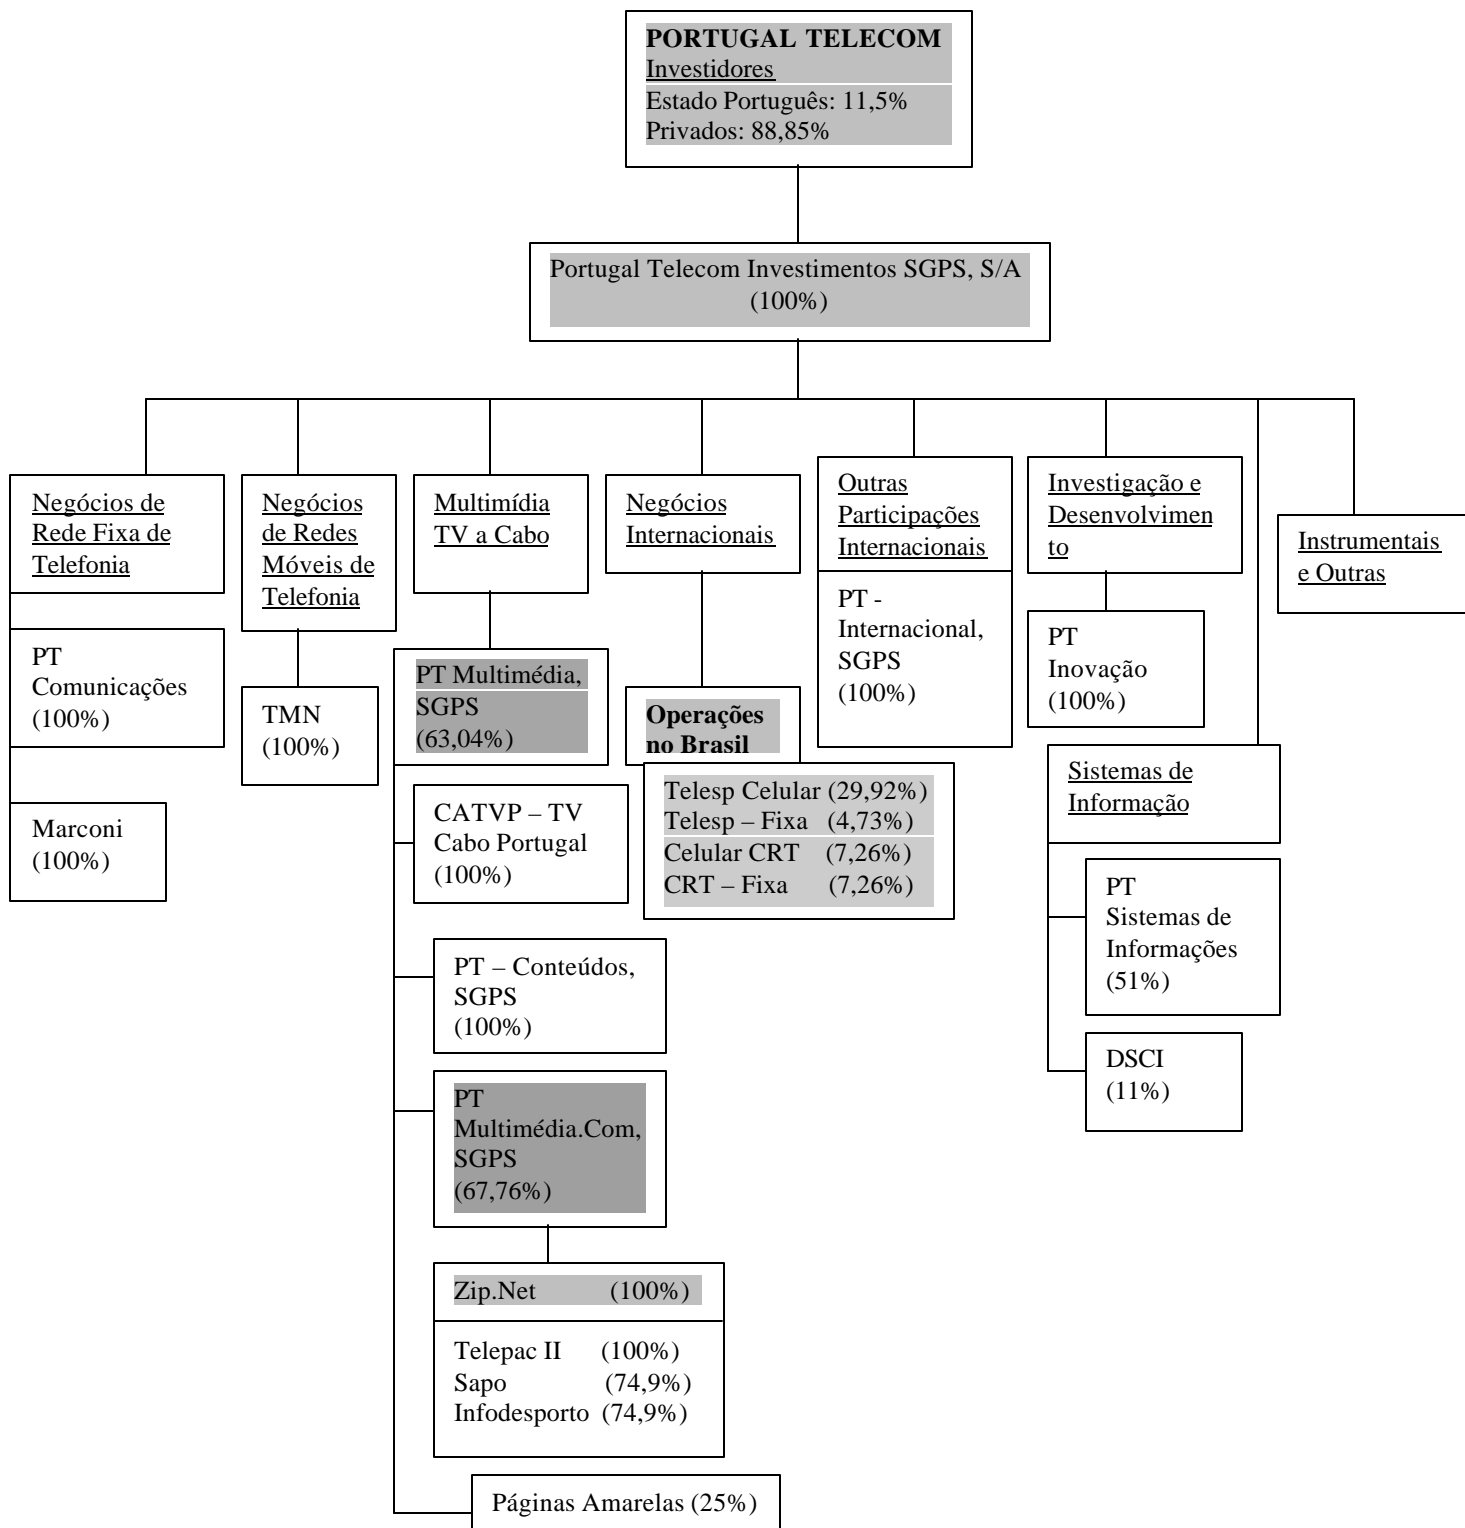 PORTUGAL TELECOM
Investidores
Estado Português: 11,5%
Privados: 88,85%
Portugal Telecom Investimentos SGPS, S/A
(100%)
Negócios de
Rede Fixa de
Telefonia
PT
Comunicações
(100%)
Marconi
(100%)
Negócios
de Redes
Móveis de
Telefonia
TMN
(100%)
Multimídia
TV a Cabo
PT Multimédia,
SGPS
(63,04%)
CATVP – TV
Cabo Portugal
(100%)
PT – Conteúdos,
SGPS
(100%)
PT
Multimédia.Com,
SGPS
(67,76%)
Zip.Net (100%)
Telepac II (100%)
Sapo (74,9%)
Infodesporto (74,9%)
Páginas Amarelas (25%)
Negócios
Internacionais
Operações
no Brasil
Telesp Celular (29,92%)
Telesp – Fixa (4,73%)
Celular CRT (7,26%)
CRT – Fixa (7,26%)
Outras
Participações
Internacionais
PT -
Internacional,
SGPS
(100%)
Investigação e
Desenvolvimen
to
PT
Inovação
(100%)
Sistemas de
Informação
PT
Sistemas de
Informações
(51%)
DSCI
(11%)
Instrumentais
e Outras